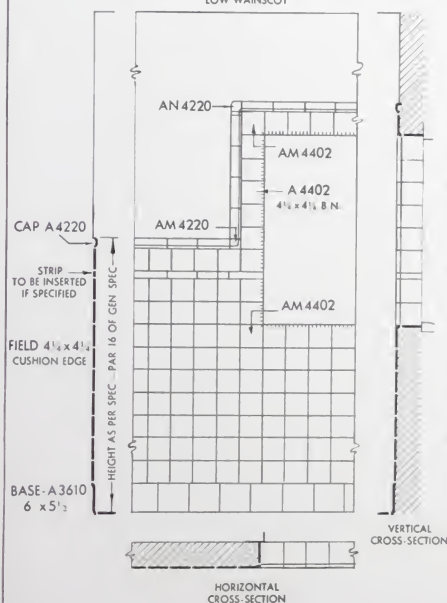 LOW WAINSCOT
AN 4220
AM 4402
A 4402
4¼ x 4¼ B.N.
AM 4220
CAP A 4220
STRIP
TO BE INSERTED
IF SPECIFIED
AM 4402
FIELD 4¼ x 4¼
CUSHION EDGE
HEIGHT AS PER SPEC — PAR 16 OF GEN. SPEC
BASE - A 3610
6 x 5½
VERTICAL
CROSS-SECTION
HORIZONTAL
CROSS-SECTION